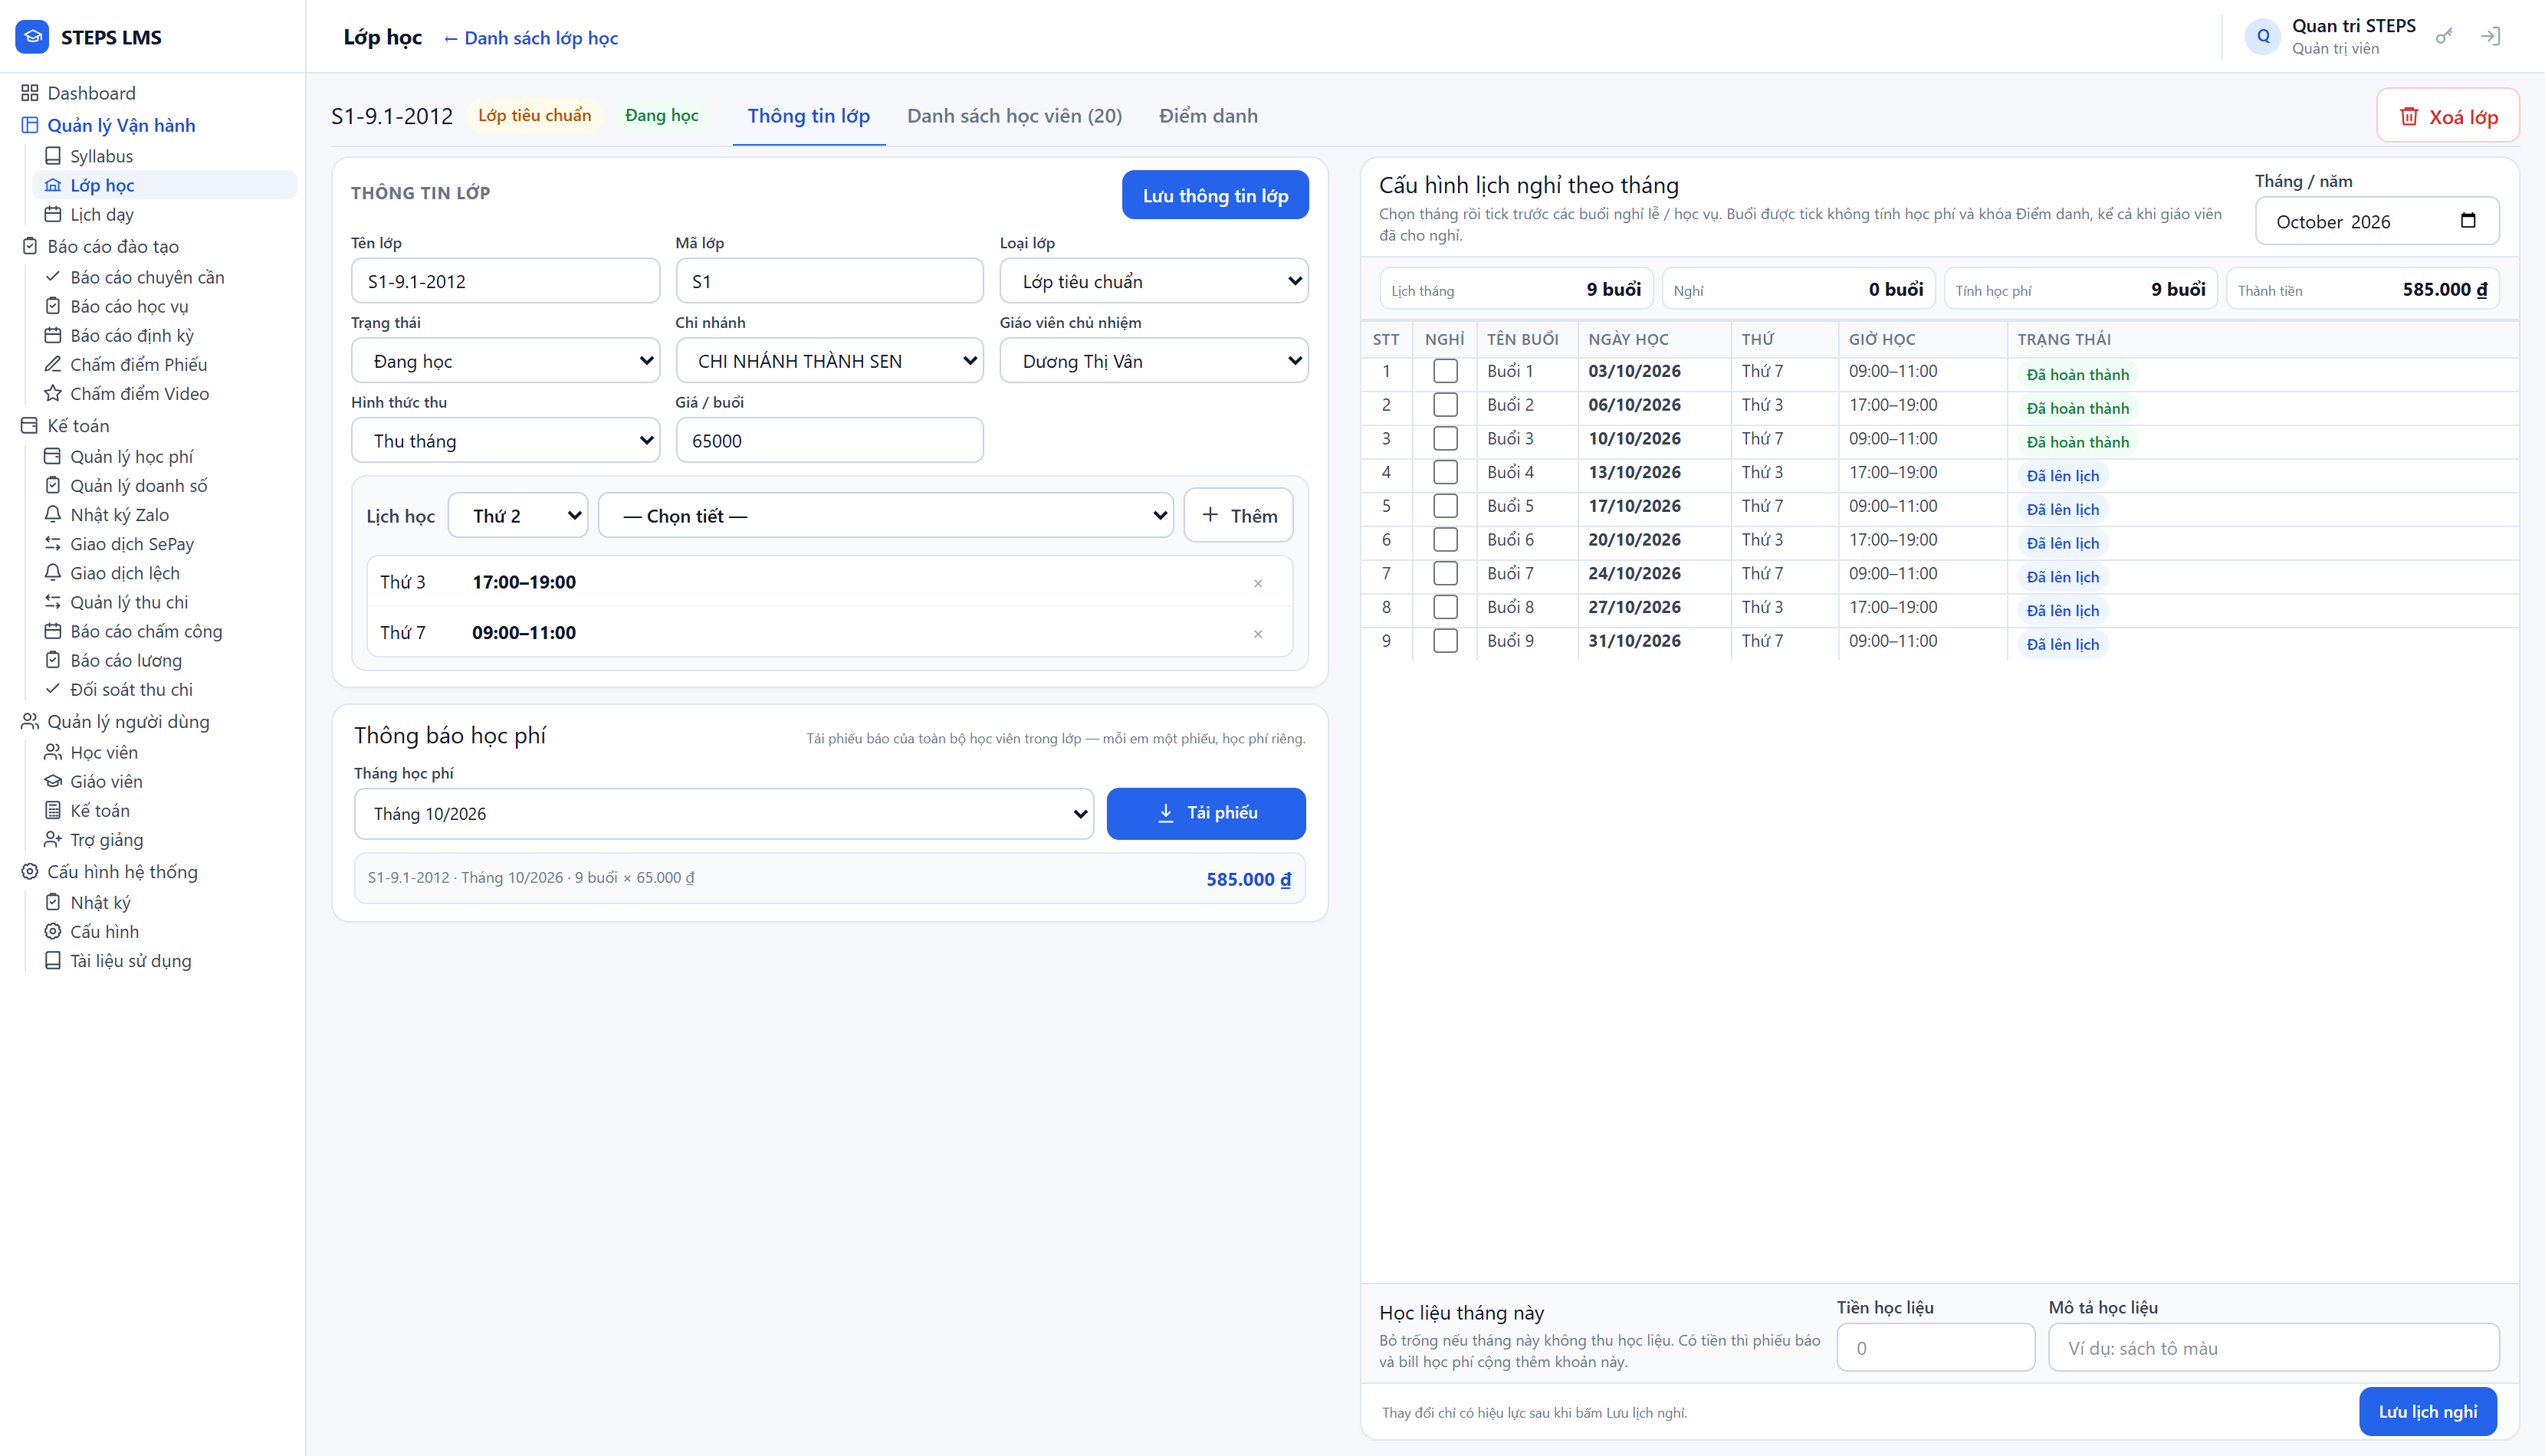 STEPS LMS
Lớp học
← Danh sách lớp học
Q
Quan tri STEPS
Quản trị viên
Dashboard
Quản lý Vận hành
Syllabus
Lớp học
Lịch dạy
Báo cáo đào tạo
Báo cáo chuyên cần
Báo cáo học vụ
Báo cáo định kỳ
Chấm điểm Phiếu
Chấm điểm Video
Kế toán
Quản lý học phí
Quản lý doanh số
Nhật ký Zalo
Giao dịch SePay
Giao dịch lệch
Quản lý thu chi
Báo cáo chấm công
Báo cáo lương
Đối soát thu chi
Quản lý người dùng
Học viên
Giáo viên
Kế toán
Trợ giảng
Cấu hình hệ thống
Nhật ký
Cấu hình
Tài liệu sử dụng
S1-9.1-2012
Lớp tiêu chuẩn
Đang học
Thông tin lớp
Danh sách học viên (20)
Điểm danh
Xoá lớp
THÔNG TIN LỚP
Lưu thông tin lớp
Tên lớp
Mã lớp
Loại lớp
S1-9.1-2012
S1
Lớp tiêu chuẩn
Trạng thái
Chi nhánh
Giáo viên chủ nhiệm
Đang học
CHI NHÁNH THÀNH SEN
Dương Thị Vân
Hình thức thu
Giá / buổi
Thu tháng
65000
Lịch học
Thứ 2
— Chọn tiết —
+ Thêm
Thứ 3 17:00–19:00 ×
Thứ 7 09:00–11:00 ×
Thông báo học phí
Tải phiếu báo của toàn bộ học viên trong lớp — mỗi em một phiếu, học phí riêng.
Tháng học phí
Tháng 10/2026
Tải phiếu
S1-9.1-2012 · Tháng 10/2026 · 9 buổi × 65.000 ₫
585.000 ₫
Cấu hình lịch nghỉ theo tháng
Chọn tháng rồi tick trước các buổi nghỉ lễ / học vụ. Buổi được tick không tính học phí và khóa Điểm danh, kể cả khi giáo viên
đã cho nghỉ.
Tháng / năm
October 2026
Lịch tháng 9 buổi
Nghỉ 0 buổi
Tính học phí 9 buổi
Thành tiền 585.000 ₫
STT NGHỈ TÊN BUỔI NGÀY HỌC THỨ GIỜ HỌC TRẠNG THÁI
1 Buổi 1 03/10/2026 Thứ 7 09:00–11:00 Đã hoàn thành
2 Buổi 2 06/10/2026 Thứ 3 17:00–19:00 Đã hoàn thành
3 Buổi 3 10/10/2026 Thứ 7 09:00–11:00 Đã hoàn thành
4 Buổi 4 13/10/2026 Thứ 3 17:00–19:00 Đã lên lịch
5 Buổi 5 17/10/2026 Thứ 7 09:00–11:00 Đã lên lịch
6 Buổi 6 20/10/2026 Thứ 3 17:00–19:00 Đã lên lịch
7 Buổi 7 24/10/2026 Thứ 7 09:00–11:00 Đã lên lịch
8 Buổi 8 27/10/2026 Thứ 3 17:00–19:00 Đã lên lịch
9 Buổi 9 31/10/2026 Thứ 7 09:00–11:00 Đã lên lịch
Học liệu tháng này
Bỏ trống nếu tháng này không thu học liệu. Có tiền thì phiếu báo
và bill học phí cộng thêm khoản này.
Tiền học liệu
0
Mô tả học liệu
Ví dụ: sách tô màu
Thay đổi chỉ có hiệu lực sau khi bấm Lưu lịch nghỉ.
Lưu lịch nghỉ